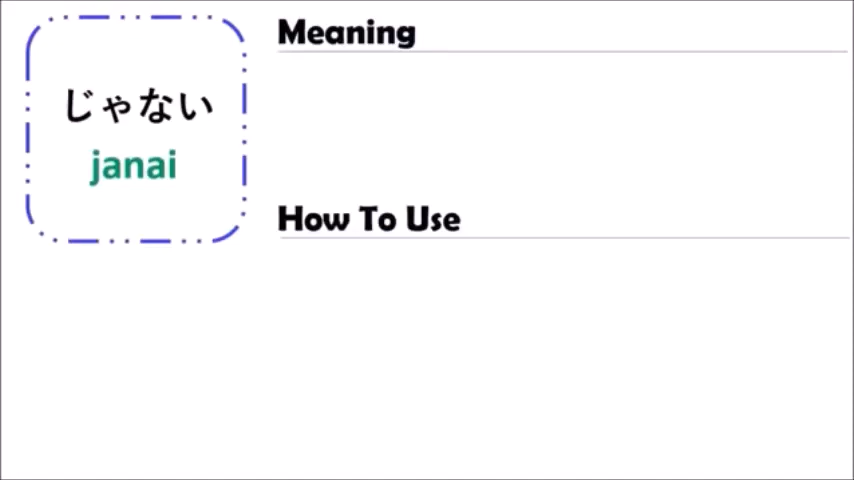 じゃない
janai
Meaning
How To Use